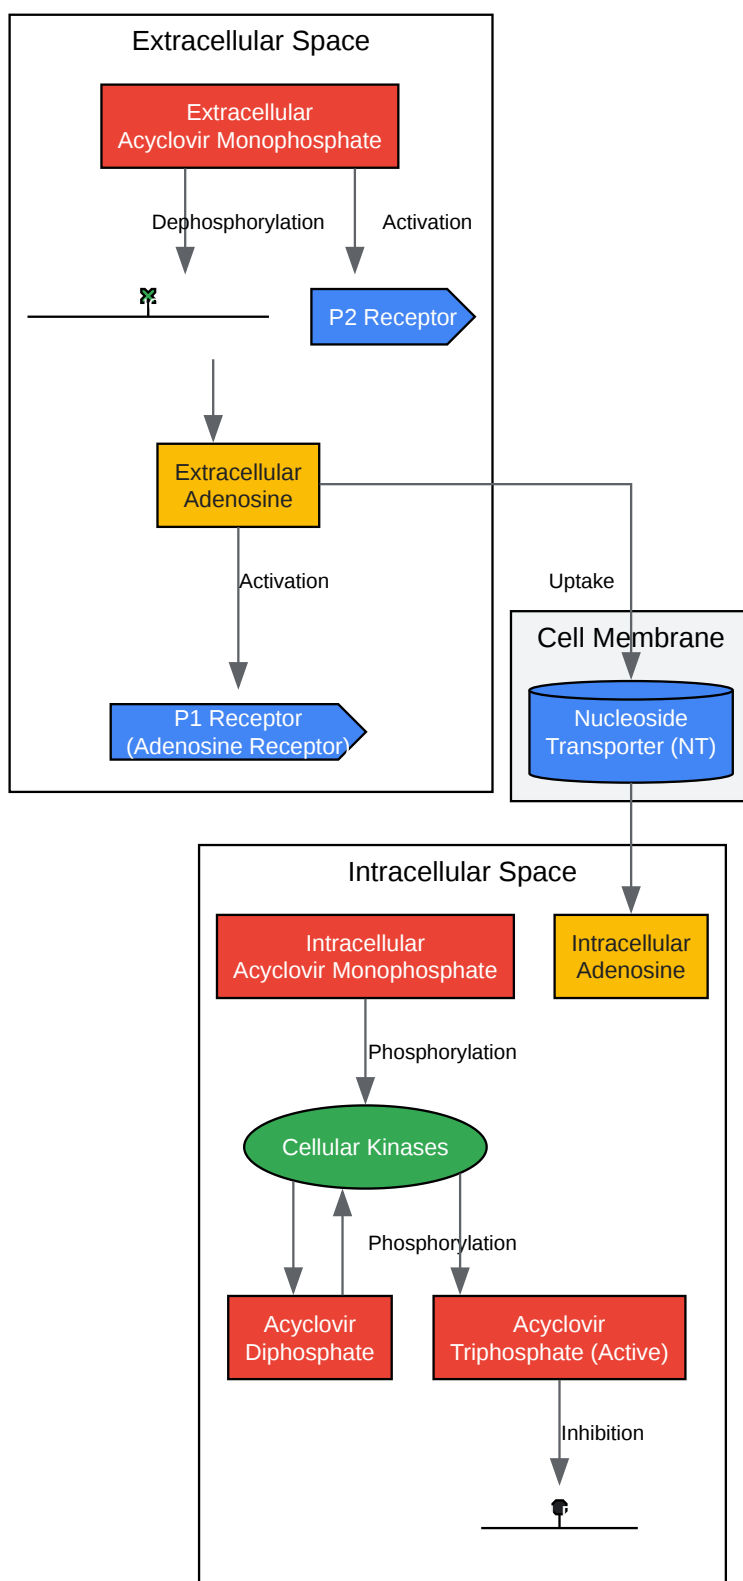 Extracellular Space
Extracellular
Acyclovir Monophosphate
Dephosphorylation
Activation
P2 Receptor
Extracellular
Adenosine
Activation
Uptake
Cell Membrane
P1 Receptor
(Adenosine Receptor)
Nucleoside
Transporter (NT)
Intracellular Space
Intracellular
Acyclovir Monophosphate
Intracellular
Adenosine
Phosphorylation
Cellular Kinases
Phosphorylation
Acyclovir
Diphosphate
Acyclovir
Triphosphate (Active)
Inhibition